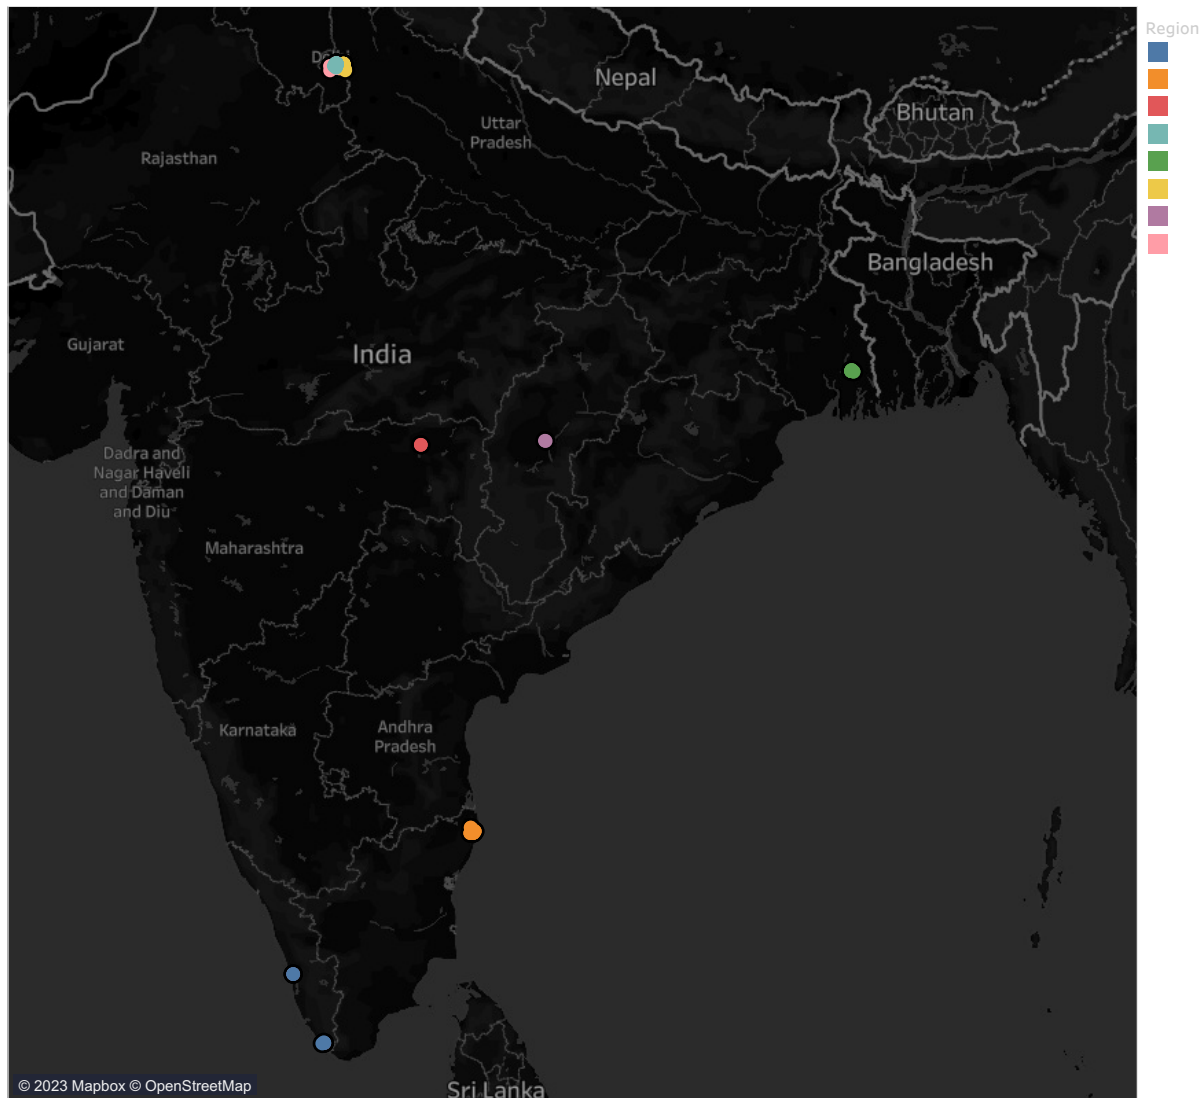 Region
Delhi
Nepal
Bhutan
Uttar
Pradesh
Rajasthan
Bangladesh
Gujarat
India
Dadra and
Nagar Haveli
and Daman
and Diu
Maharashtra
Karnataka
Andhra
Pradesh
Sri Lanka
© 2023 Mapbox © OpenStreetMap